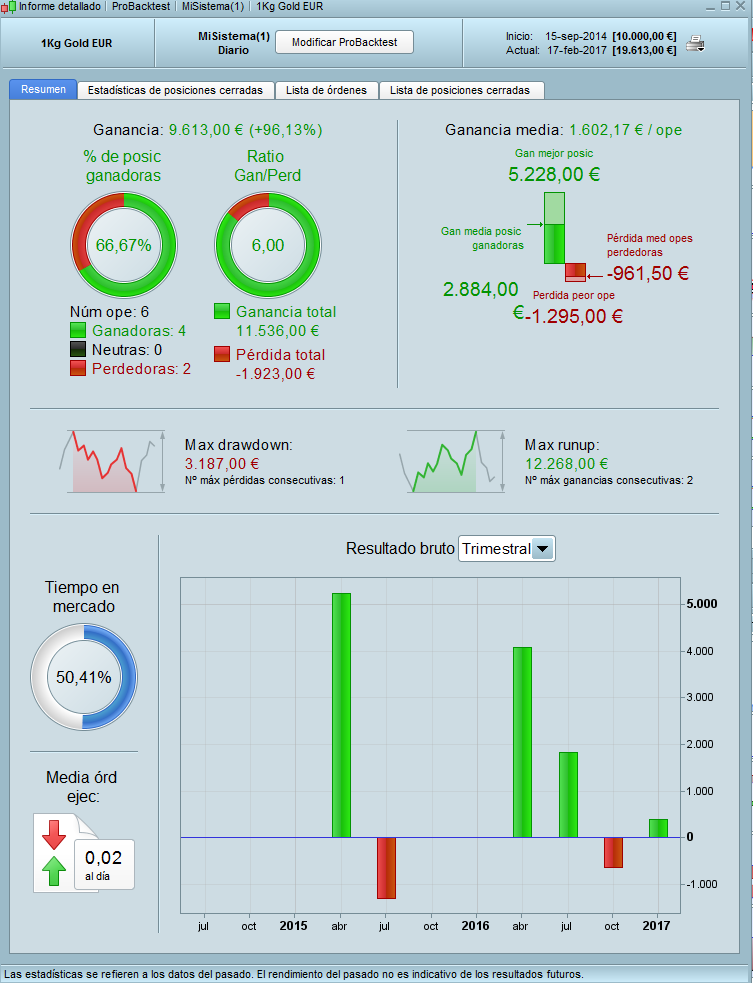 Informe detallado | ProBacktest | MiSistema(1) | 1Kg Gold EUR
1Kg Gold EUR
MiSistema(1)
Diario
Modificar ProBacktest
Inicio: 15-sep-2014 [10.000,00 €]
Actual: 17-feb-2017 [19.613,00 €]
Resumen
Estadísticas de posiciones cerradas
Lista de órdenes
Lista de posiciones cerradas
Ganancia: 9.613,00 € (+96,13%)
% de posic
ganadoras
66,67%
Núm ope: 6
Ganadoras: 4
Neutras: 0
Perdedoras: 2
Ratio
Gan/Perd
6,00
Ganancia total
11.536,00 €
Pérdida total
-1.923,00 €
Ganancia media: 1.602,17 € / ope
Gan mejor posic
5.228,00 €
Gan media posic
ganadoras
2.884,00
€
Pérdida med opes
perdedoras
-961,50 €
Perdida peor ope
-1.295,00 €
Max drawdown:
3.187,00 €
Nº máx pérdidas consecutivas: 1
Max runup:
12.268,00 €
Nº máx ganancias consecutivas: 2
Tiempo en
mercado
50,41%
Media órd
ejec:
0,02
al día
Resultado bruto Trimestral
5.000
4.000
3.000
2.000
1.000
0
-1.000
jul oct 2015 abr jul oct 2016 abr jul oct 2017
Las estadísticas se refieren a los datos del pasado. El rendimiento del pasado no es indicativo de los resultados futuros.